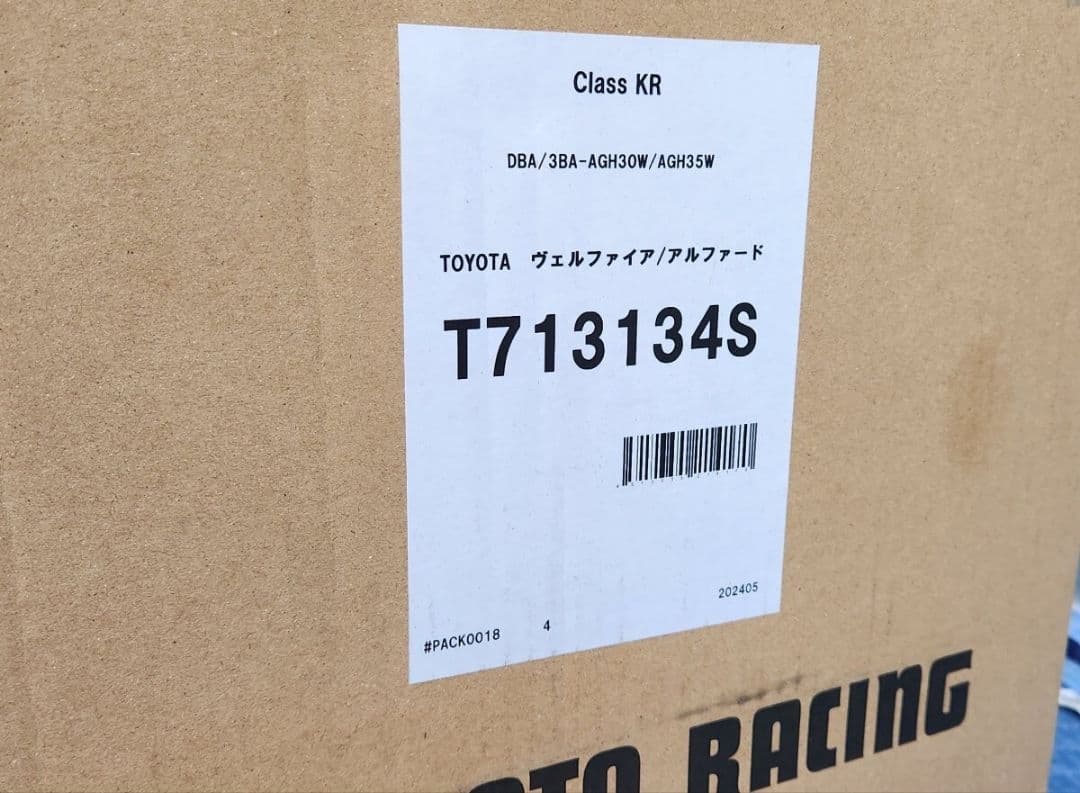 Class KR
DBA/3BA-AGH30W/AGH35W
TOYOTA ヴェルファイア/アルファード
T713134S
202405
#PACK0018 4
RACING